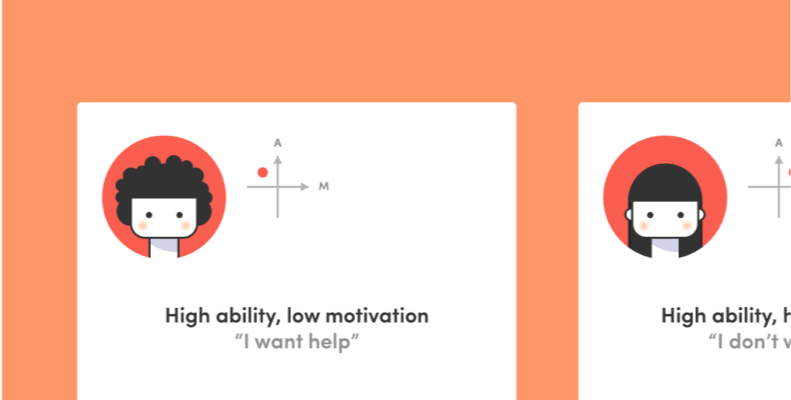 A
M
High ability, low motivation
“I want help”
A
High ability,
“I don’t